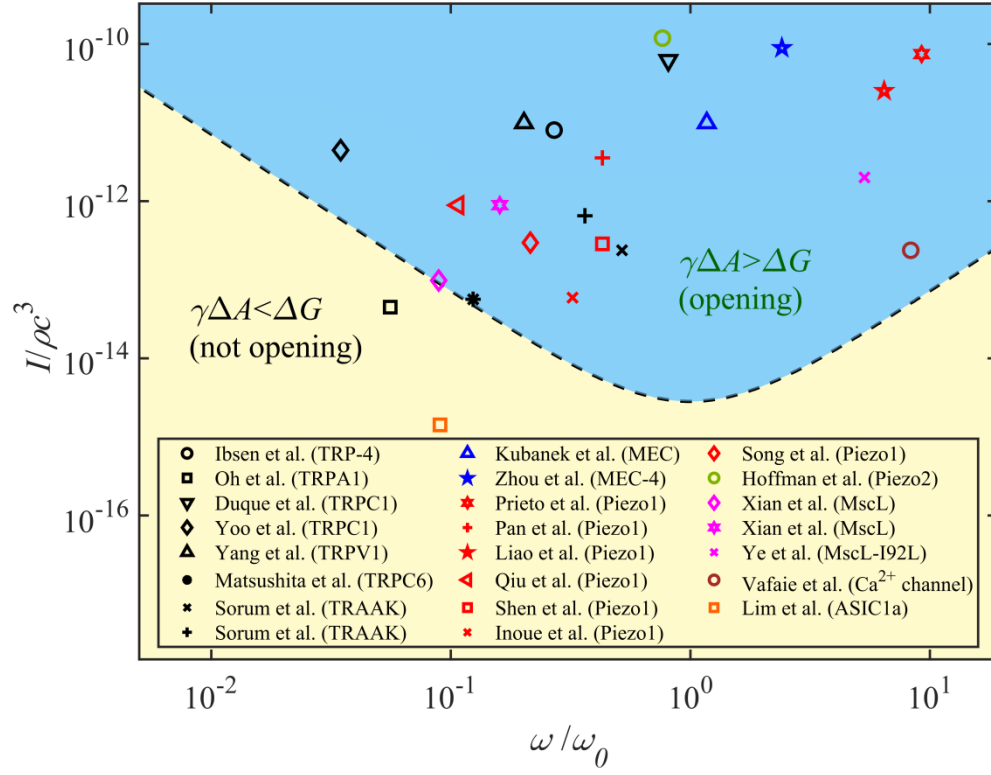 10^-10
10^-12
10^-14
10^-16
I/ρc^3
γΔA<ΔG
(not opening)
γΔA>ΔG
(opening)
Ibsen et al. (TRP-4)
Oh et al. (TRPA1)
Duque et al. (TRPC1)
Yoo et al. (TRPC1)
Yang et al. (TRPV1)
Matsushita et al. (TRPC6)
Sorum et al. (TRAAK)
Sorum et al. (TRAAK)
Kubanek et al. (MEC)
Zhou et al. (MEC-4)
Prieto et al. (Piezo1)
Pan et al. (Piezo1)
Liao et al. (Piezo1)
Qiu et al. (Piezo1)
Shen et al. (Piezo1)
Inoue et al. (Piezo1)
Song et al. (Piezo1)
Hoffman et al. (Piezo2)
Xian et al. (MscL)
Xian et al. (MscL)
Ye et al. (MscL-I92L)
Vafaie et al. (Ca^2+ channel)
Lim et al. (ASIC1a)
10^-2
10^-1
10^0
10^1
ω/ω_0